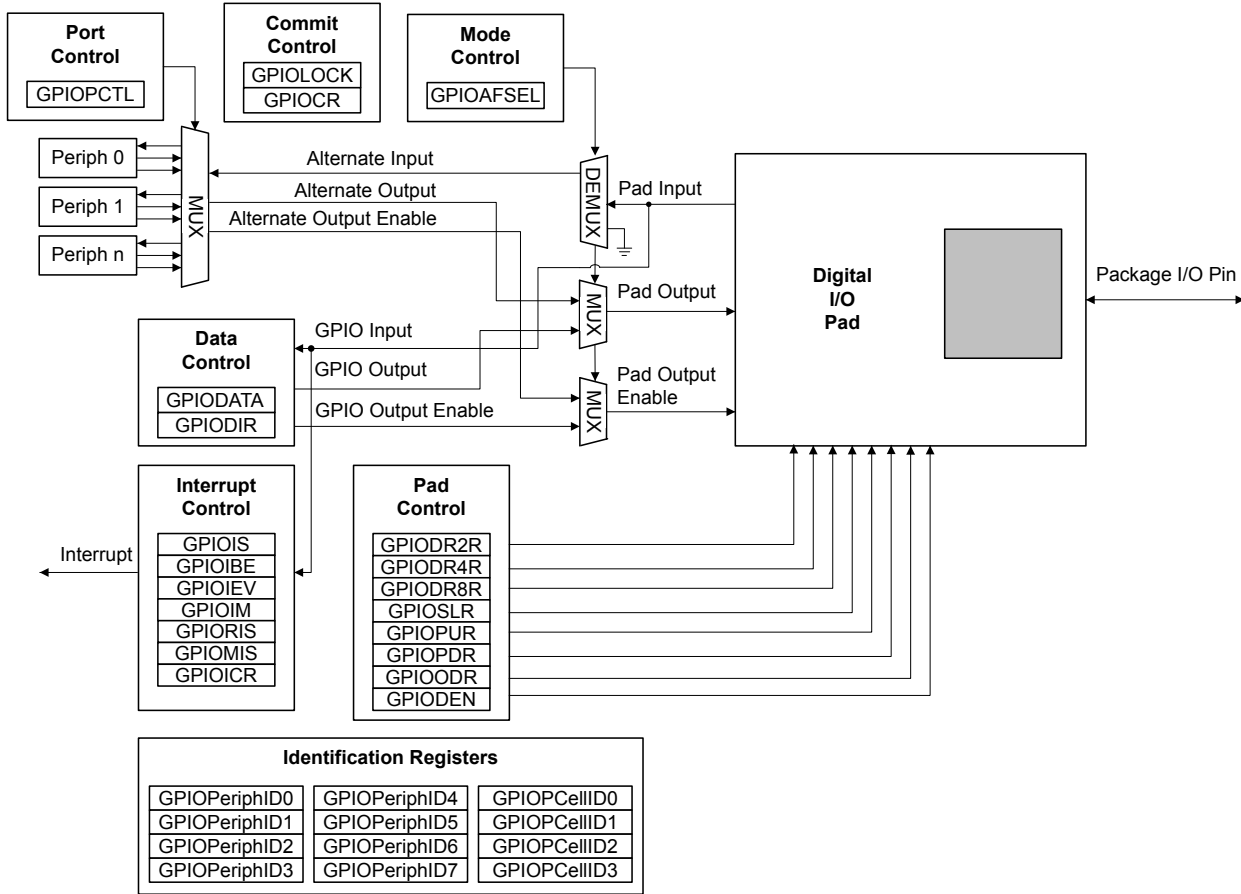 Port
Control
GPIOPCTL
Commit
Control
GPIOLOCK
GPIOCR
Mode
Control
GPIOAFSEL
Periph 0
Periph 1
Periph n
MUX
Alternate Input
Alternate Output
Alternate Output Enable
DEMUX
Pad Input
MUX
Pad Output
MUX
Pad Output
Enable
Digital
I/O
Pad
Package I/O Pin
Data
Control
GPIODATA
GPIODIR
GPIO Input
GPIO Output
GPIO Output Enable
Interrupt
Control
GPIOIS
GPIOIBE
GPIOIEV
GPIOIM
GPIORIS
GPIOMIS
GPIOICR
Interrupt
Pad
Control
GPIODR2R
GPIODR4R
GPIODR8R
GPIOSLR
GPIOPUR
GPIOPDR
GPIOODR
GPIODEN
Identification Registers
GPIOPeriphID0 GPIOPeriphID4 GPIOPCellID0
GPIOPeriphID1 GPIOPeriphID5 GPIOPCellID1
GPIOPeriphID2 GPIOPeriphID6 GPIOPCellID2
GPIOPeriphID3 GPIOPeriphID7 GPIOPCellID3